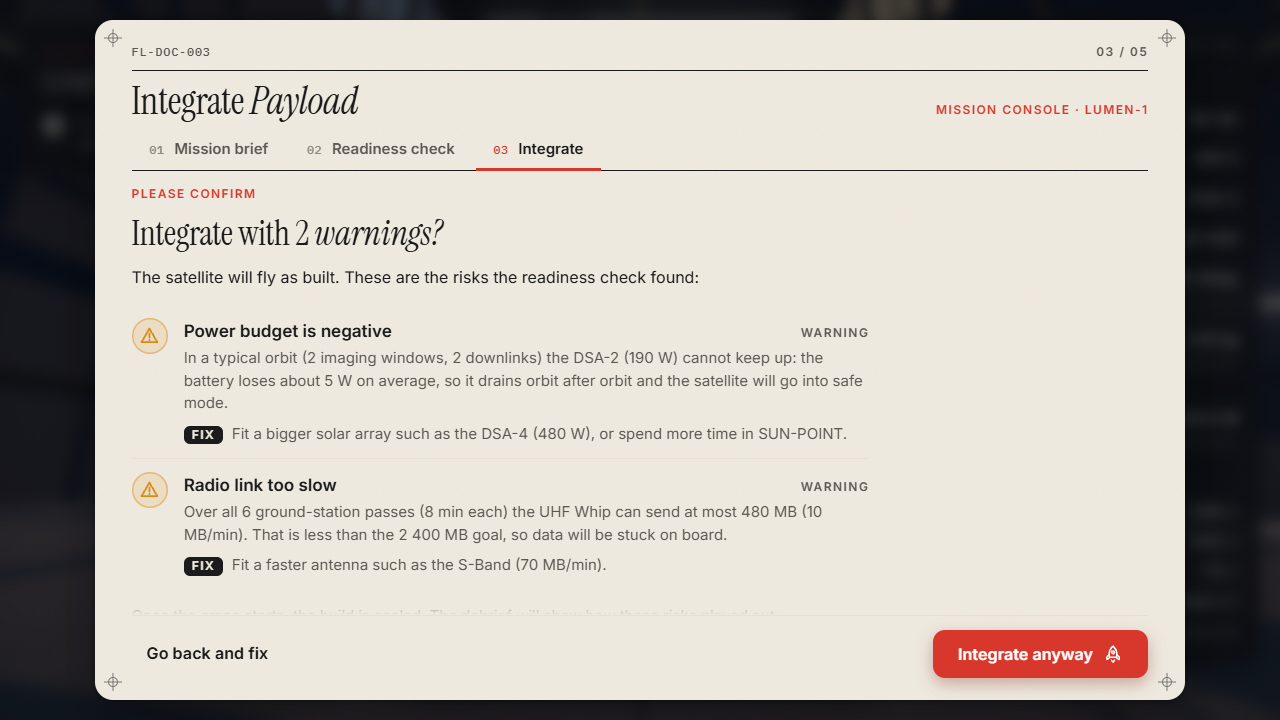 FL-DOC-003
03 / 05
Integrate Payload
MISSION CONSOLE · LUMEN-1
01 Mission brief
02 Readiness check
03 Integrate
PLEASE CONFIRM
Integrate with 2 warnings?
The satellite will fly as built. These are the risks the readiness check found:
Power budget is negative
WARNING
In a typical orbit (2 imaging windows, 2 downlinks) the DSA-2 (190 W) cannot keep up: the
battery loses about 5 W on average, so it drains orbit after orbit and the satellite will go into safe
mode.
FIX Fit a bigger solar array such as the DSA-4 (480 W), or spend more time in SUN-POINT.
Radio link too slow
WARNING
Over all 6 ground-station passes (8 min each) the UHF Whip can send at most 480 MB (10
MB/min). That is less than the 2 400 MB goal, so data will be stuck on board.
FIX Fit a faster antenna such as the S-Band (70 MB/min).
Go back and fix
Integrate anyway